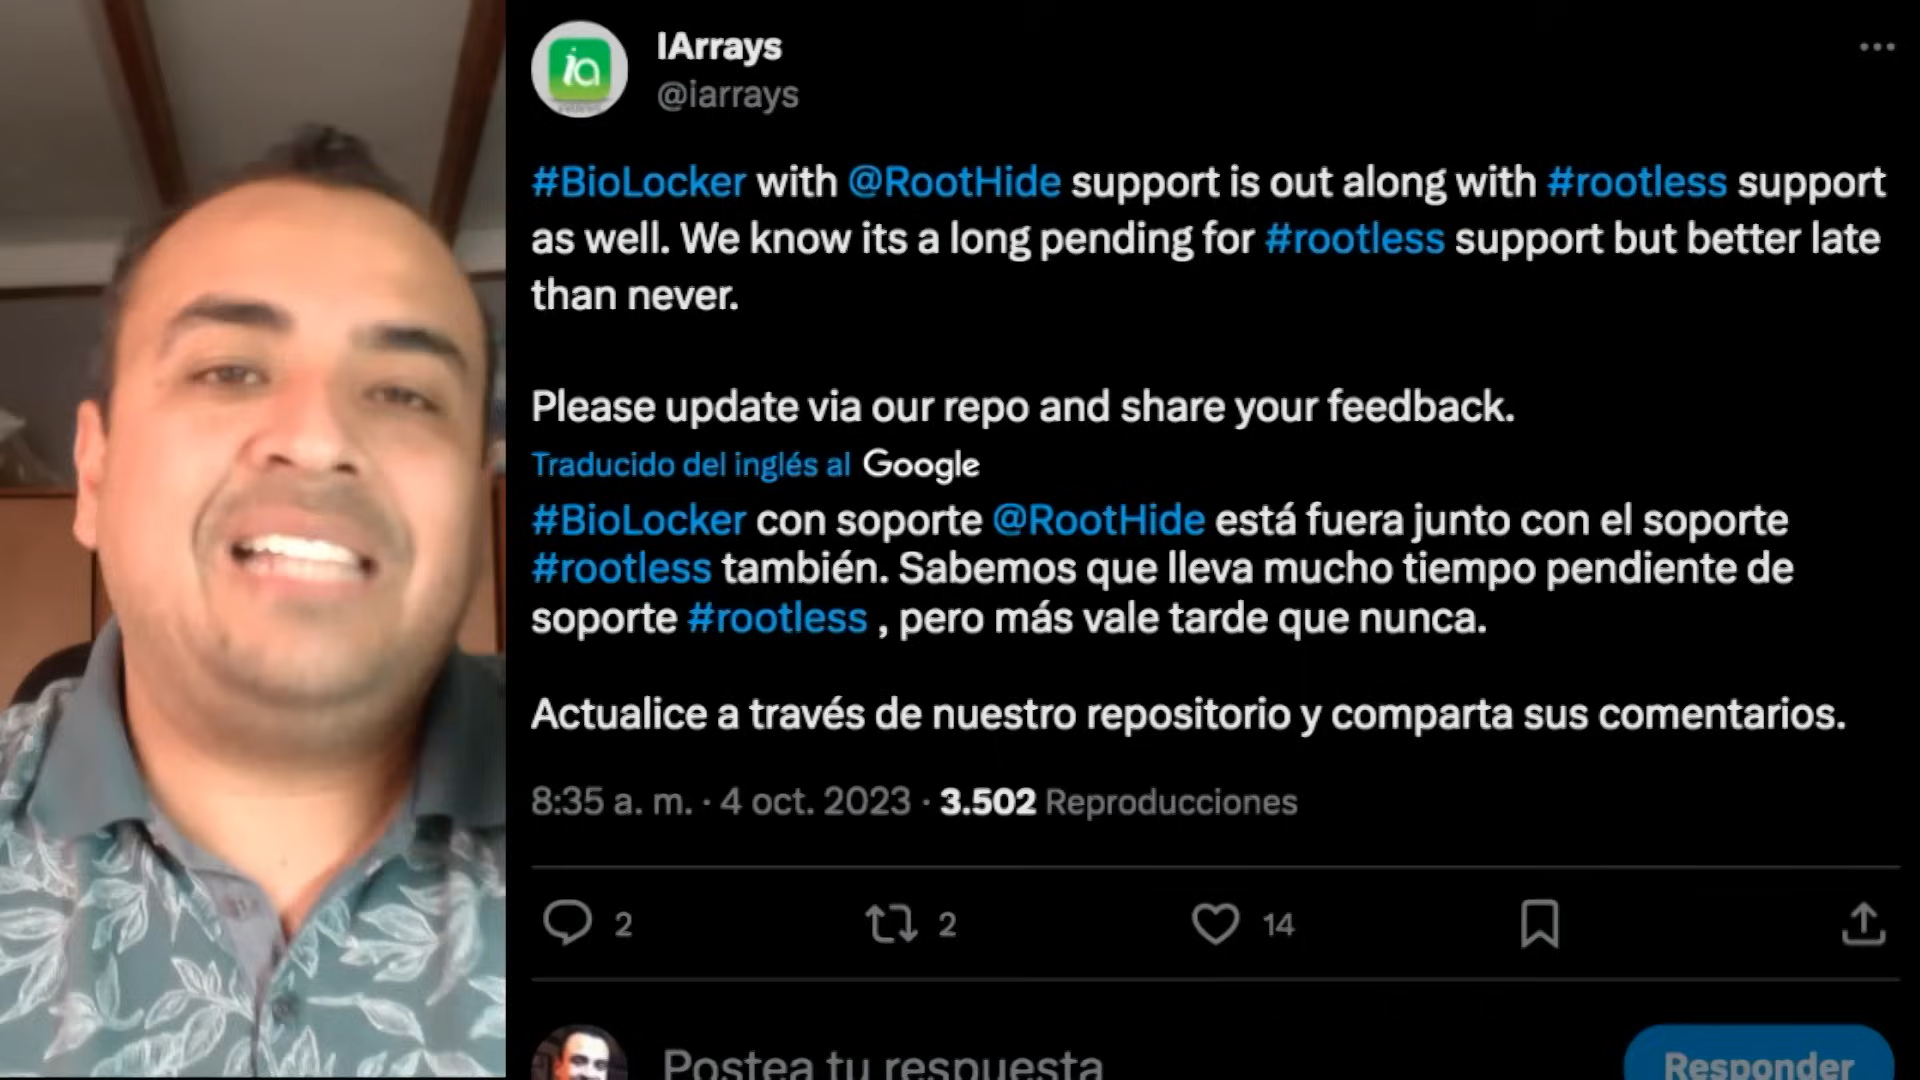 IArrays
@iarrays
#BioLocker with @RootHide support is out along with #rootless support
as well. We know its a long pending for #rootless support but better late
than never.
Please update via our repo and share your feedback.
Traducido del inglés al Google
#BioLocker con soporte @RootHide está fuera junto con el soporte
#rootless también. Sabemos que lleva mucho tiempo pendiente de
soporte #rootless , pero más vale tarde que nunca.
Actualice a través de nuestro repositorio y comparta sus comentarios.
8:35 a. m. · 4 oct. 2023 · 3.502 Reproducciones
2 2 14
Postea tu respuesta
Responder